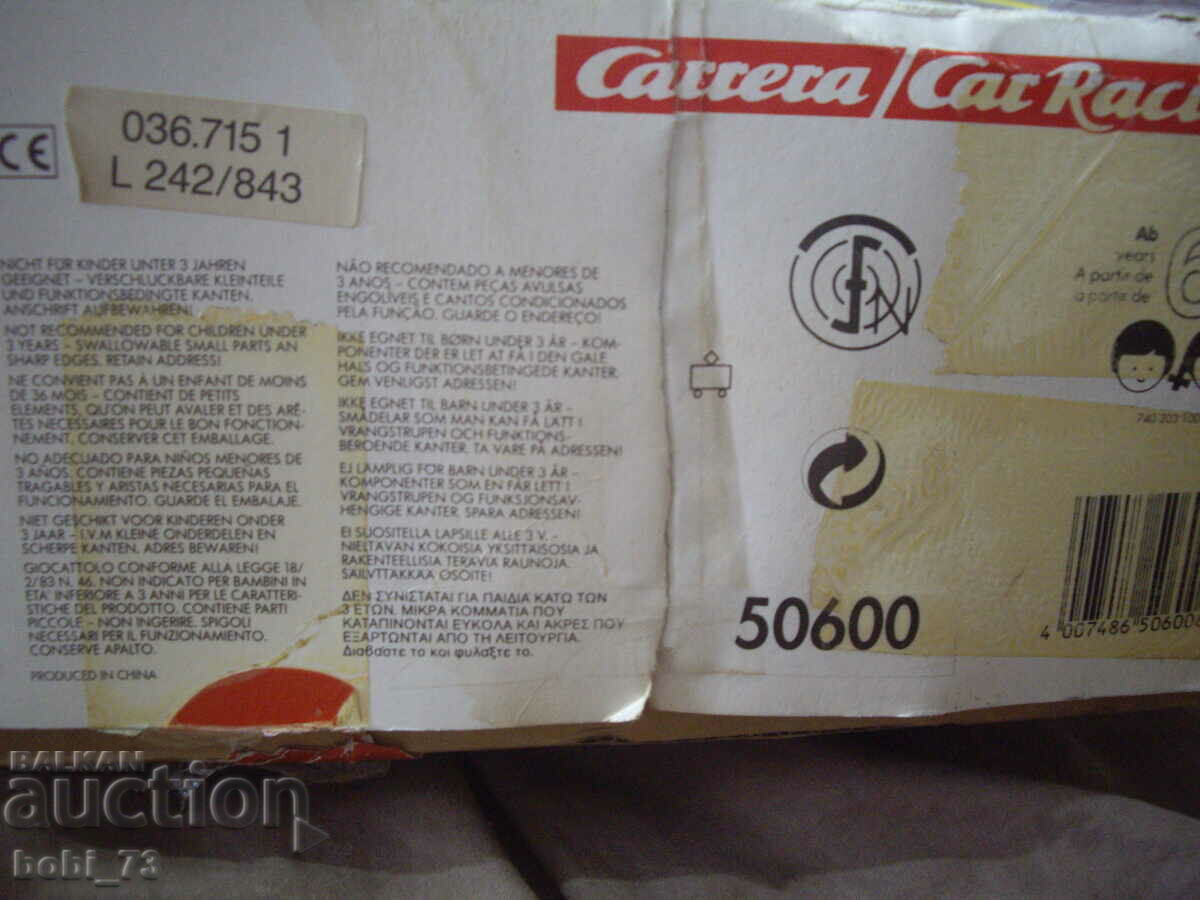 Carrera/Car Raci
CE
036.715 1
L 242/843
NICHT FÜR KINDER UNTER 3 JAHREN
GEEIGNET – VERSCHLUCKBARE KLEINTEILE
UND FUNKTIONSBEDINGTE KANTEN.
ANSCHRIFT AUFBEWAHREN!
NOT RECOMMENDED FOR CHILDREN UNDER
3 YEARS – SWALLOWABLE SMALL PARTS AN
SHARP EDGES. RETAIN ADDRESS!
NE CONVIENT PAS À UN ENFANT DE MOINS
DE 36 MOIS – CONTIENT DE PETITS
ELEMENTS, QU'ON PEUT AVALER ET DES ARÊ-
TES NECESSAIRES POUR LE BON FONCTION-
NEMENT. CONSERVER CET EMBALLAGE.
NO ADECUADO PARA NIÑOS MENORES DE
3 AÑOS. CONTIENE PIEZAS PEQUEÑAS
TRAGABLES Y ARISTAS NECESARIAS PARA EL
FUNCIONAMIENTO. GUARDE EL EMBALAJE.
NIET GESCHIKT VOOR KINDEREN ONDER
3 JAAR – I.V.M KLEINE ONDERDELEN EN
SCHERPE KANTEN. ADRES BEWAREN!
GIOCATTOLO CONFORME ALLA LEGGE 18/
2/83 N. 46. NON INDICATO PER BAMBINI IN
ETA' INFERIORE A 3 ANNI PER LE CARATTERI-
STICHE DEL PRODOTTO. CONTIENE PARTI
PICCOLE – NON INGERIRE. SPIGOLI
NECESSARI PER IL FUNZIONAMENTO.
CONSERVE APALTO.
PRODUCED IN CHINA
NÃO RECOMENDADO A MENORES DE
3 ANOS – CONTEM PEÇAS AVULSAS
ENGOLÍVEIS E CANTOS CONDICIONADOS
PELA FUNÇÃO. GUARDE O ENDEREÇO!
IKKE EGNET TIL BØRN UNDER 3 ÅR – KOM-
PONENTER DER ER LET AT FÅ I DEN GALE
HALS OG FUNKTIONSBETINGEDE KANTER.
GEM VENLIGST ADRESSEN!
IKKE EGNET TIL BARN UNDER 3 ÅR –
SMÅDELAR SOM MAN KAN FÅ LATT I
VRANGSTRUPEN OCH FUNKTIONS-
BEROENDE KANTER. TA VARE PÅ ADRESSEN!
EJ LÄMPLIG FÖR BARN UNDER 3 ÅR –
KOMPONENTER SOM EN FÅR LETT I
VRANGSTRUPEN OG FUNKSJONSAV-
HENGIGE KANTER. SPARA ADRESSEN!
EI SUOSITELLA LAPSILLE ALLE 3 V. –
NIELTÄVÄN KOKOISIA YKSITTÄISOSIA JA
RAKENTEELLISIA TERÄVIÄ REUNOJA.
SÄILYTTÄKÄÄ OSOITE!
ΔΕΝ ΣΥΝΙΣΤΑΤΑΙ ΓΙΑ ΠΑΙΔΙΑ ΚΑΤΩ ΤΩΝ
3 ΕΤΩΝ. ΜΙΚΡΑ ΚΟΜΜΑΤΙΑ ΠΟΥ
ΚΑΤΑΠΙΝΟΝΤΑΙ ΕΥΚΟΛΑ ΚΑΙ ΑΚΡΕΣ ΠΟΥ
ΕΞΑΡΤΩΝΤΑΙ ΑΠΟ ΤΗ ΛΕΙΤΟΥΡΓΙΑ.
Διαβαστε το και φυλαξτε το.
Ab
years
A partir de
a partir de
50600
4 007486 50600
BALKAN
auction
bobi_73